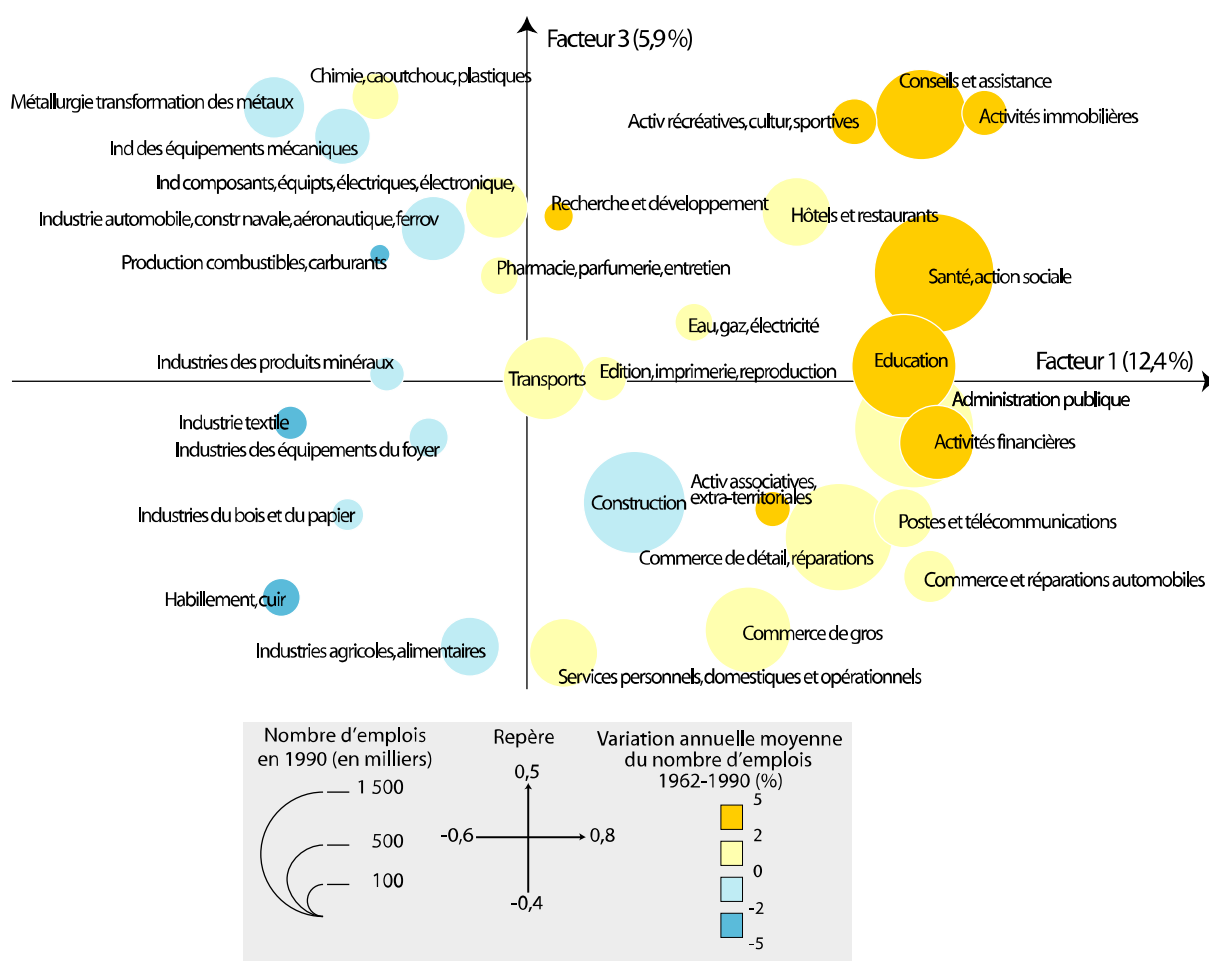 Facteur 3 (5,9 %)
Chimie, caoutchouc, plastiques
Conseils et assistance
Métallurgie transformation des métaux
Activ récréatives, cultur, sportives
Activités immobilières
Ind des équipements mécaniques
Ind composants, équipts, électriques, électronique,
Recherche et développement
Hôtels et restaurants
Industrie automobile, constr navale, aéronautique, ferrov
Production combustibles, carburants
Pharmacie, parfumerie, entretien
Santé, action sociale
Eau, gaz, électricité
Industries des produits minéraux
Transports
Edition, imprimerie, reproduction
Education
Facteur 1 (12,4 %)
Administration publique
Industrie textile
Industries des équipements du foyer
Activités financières
Activ associatives,
extra-territoriales
Construction
Industries du bois et du papier
Postes et télécommunications
Commerce de détail, réparations
Commerce et réparations automobiles
Habillement, cuir
Commerce de gros
Industries agricoles, alimentaires
Services personnels, domestiques et opérationnels
Nombre d'emplois
en 1990 (en milliers)
1 500
500
100
Repère
0,5
-0,6
0,8
-0,4
Variation annuelle moyenne
du nombre d'emplois
1962-1990 (%)
5
2
0
-2
-5